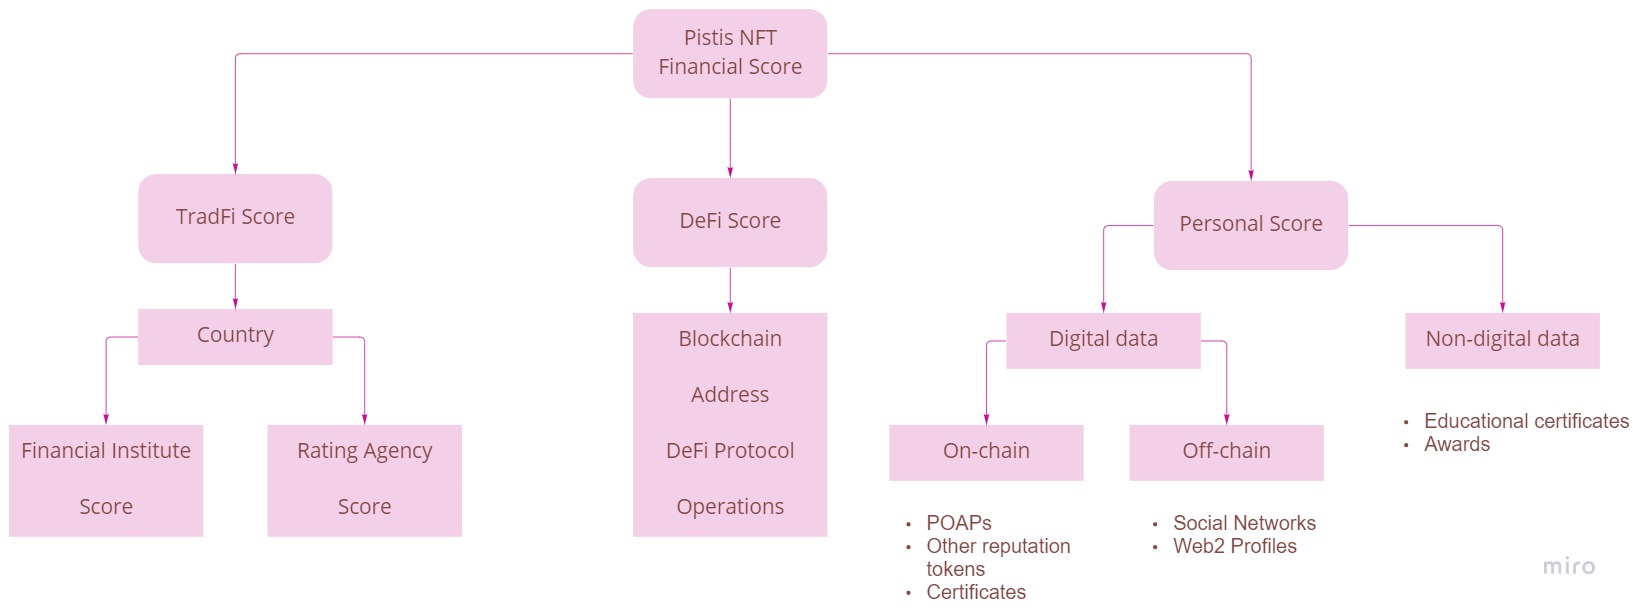 Pistis NFT
Financial Score
TradFi Score
DeFi Score
Personal Score
Country
Blockchain
Address
DeFi Protocol
Operations
Digital data
Non-digital data
Financial Institute
Score
Rating Agency
Score
On-chain
Off-chain
• Educational certificates
• Awards
• POAPs
• Other reputation
tokens
• Certificates
• Social Networks
• Web2 Profiles
miro